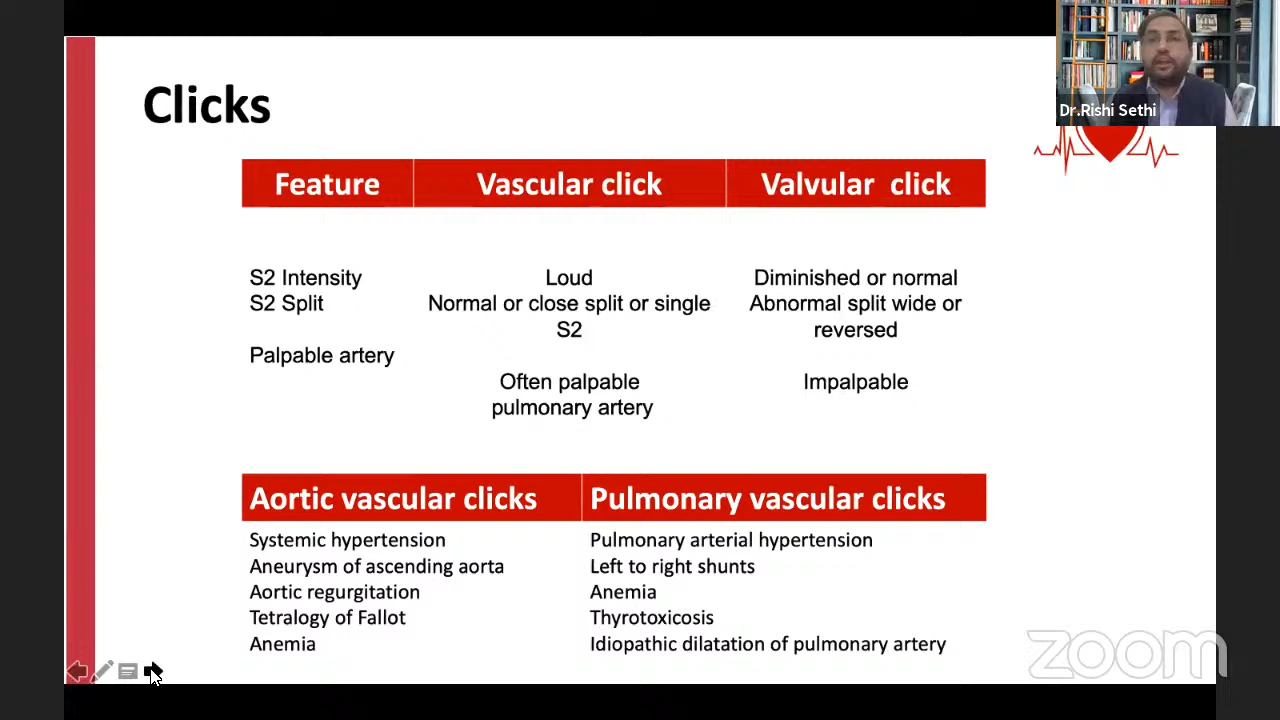 Clicks
Dr.Rishi Sethi
Feature Vascular click Valvular click
S2 Intensity Loud Diminished or normal
S2 Split Normal or close split or single Abnormal split wide or
S2 reversed
Palpable artery
Often palpable Impalpable
pulmonary artery
Aortic vascular clicks Pulmonary vascular clicks
Systemic hypertension Pulmonary arterial hypertension
Aneurysm of ascending aorta Left to right shunts
Aortic regurgitation Anemia
Tetralogy of Fallot Thyrotoxicosis
Anemia Idiopathic dilatation of pulmonary artery
zoom